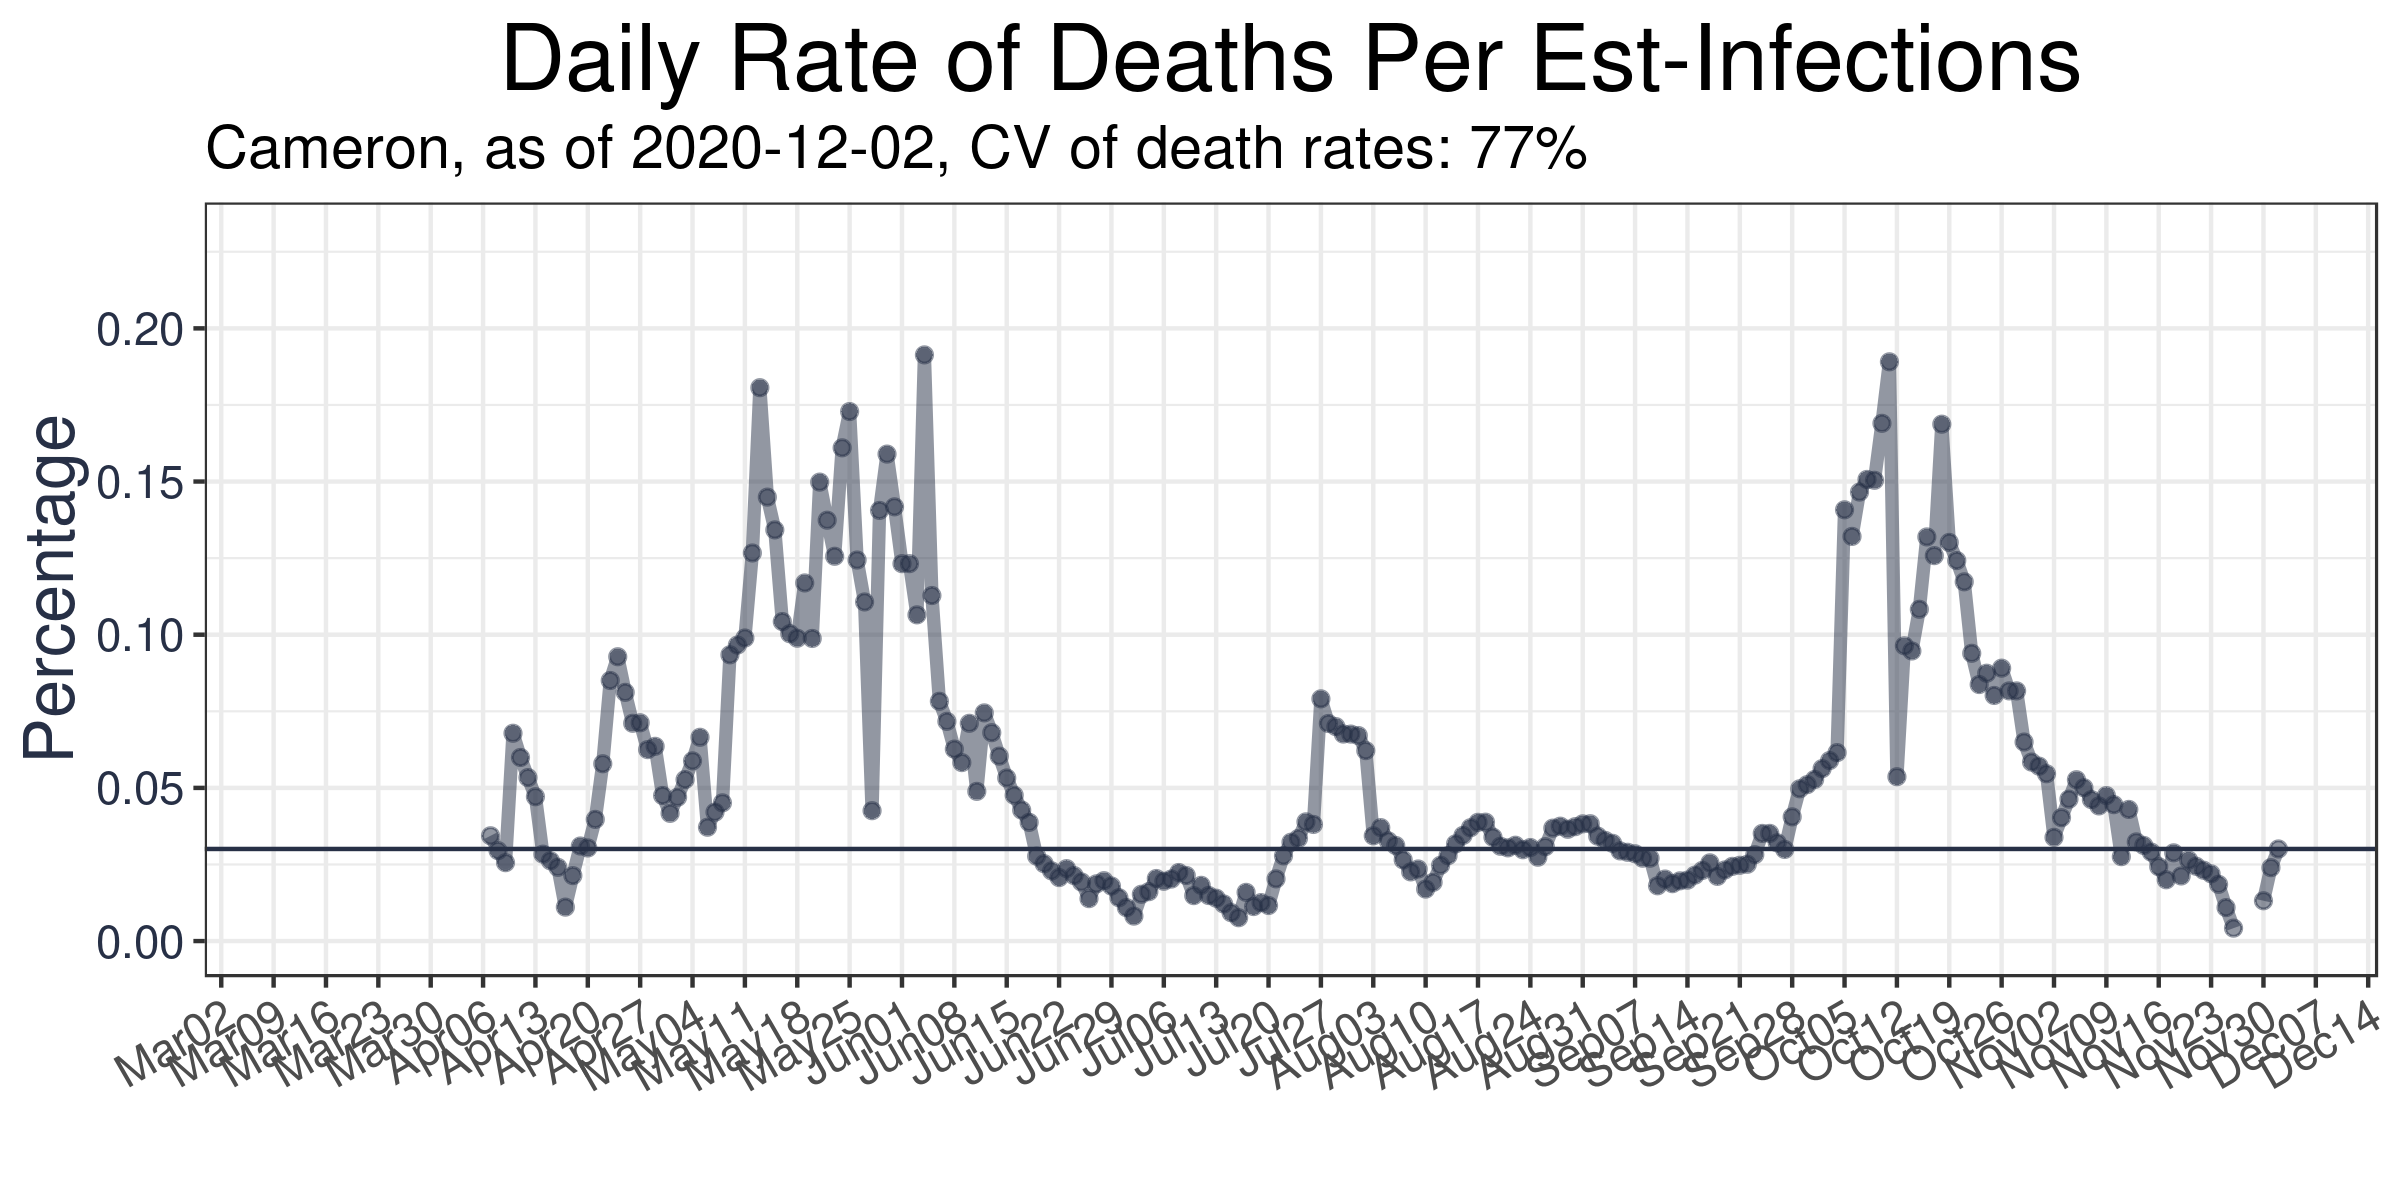 Daily Rate of Deaths Per Est-Infections
Cameron, as of 2020-12-02, CV of death rates: 77%
Percentage
0.20
0.15
0.10
0.05
0.00
Mar02
Mar09
Mar16
Mar23
Mar30
Apr06
Apr13
Apr20
Apr27
May04
May11
May18
May25
Jun01
Jun08
Jun15
Jun22
Jun29
Jul06
Jul13
Jul20
Jul27
Aug03
Aug10
Aug17
Aug24
Aug31
Sep07
Sep14
Sep21
Sep28
Oct05
Oct12
Oct19
Oct26
Nov02
Nov09
Nov16
Nov23
Nov30
Dec07
Dec14